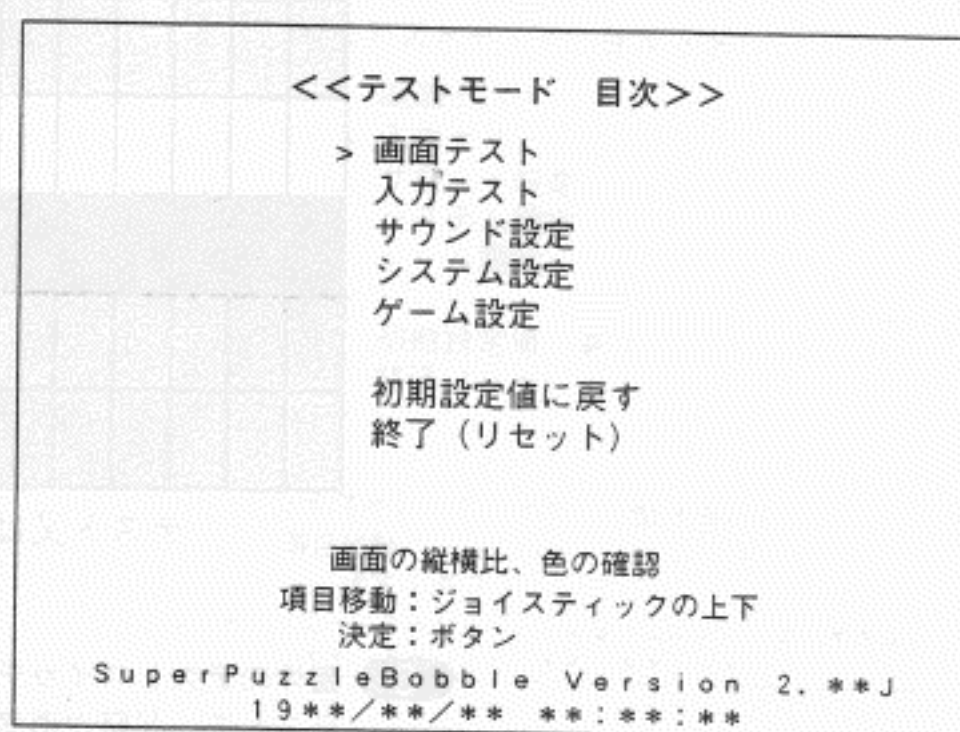 <<テストモード　目次>>
> 画面テスト
入力テスト
サウンド設定
システム設定
ゲーム設定
初期設定値に戻す
終了（リセット）
画面の縦横比、色の確認
項目移動：ジョイスティックの上下
決定：ボタン
SuperPuzzleBobble Version 2.**J
19**/**/** **:**:**